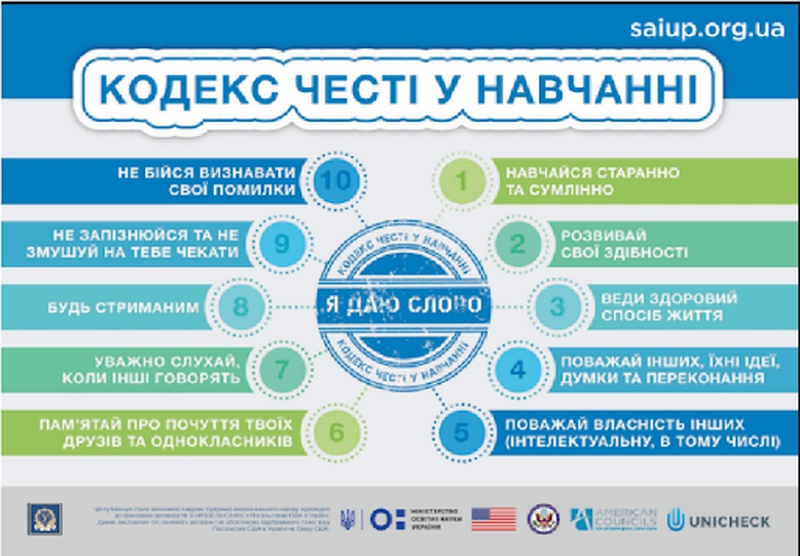 saiup.org.ua
КОДЕКС ЧЕСТІ У НАВЧАННІ
НЕ БІЙСЯ ВИЗНАВАТИ
СВОЇ ПОМИЛКИ
10
1
НАВЧАЙСЯ СТАРАННО
ТА СУМЛІННО
НЕ ЗАПІЗНЮЙСЯ ТА НЕ
ЗМУШУЙ НА ТЕБЕ ЧЕКАТИ
9
2
РОЗВИВАЙ
СВОЇ ЗДІБНОСТІ
БУДЬ СТРИМАНИМ
8
3
ВЕДИ ЗДОРОВИЙ
СПОСІБ ЖИТТЯ
КОДЕКС ЧЕСТІ У НАВЧАННІ
Я ДАЮ СЛОВО
КОДЕКС ЧЕСТІ У НАВЧАННІ
УВАЖНО СЛУХАЙ,
КОЛИ ІНШІ ГОВОРЯТЬ
7
4
ПОВАЖАЙ ІНШИХ, ЇХНІ ІДЕЇ,
ДУМКИ ТА ПЕРЕКОНАННЯ
ПАМ'ЯТАЙ ПРО ПОЧУТТЯ ТВОЇХ
ДРУЗІВ ТА ОДНОКЛАСНИКІВ
6
5
ПОВАЖАЙ ВЛАСНІСТЬ ІНШИХ
(ІНТЕЛЕКТУАЛЬНУ, В ТОМУ ЧИСЛІ)
МІНІСТЕРСТВО
ОСВІТИ І НАУКИ
УКРАЇНИ
AMERICAN
COUNCILS
UNICHECK